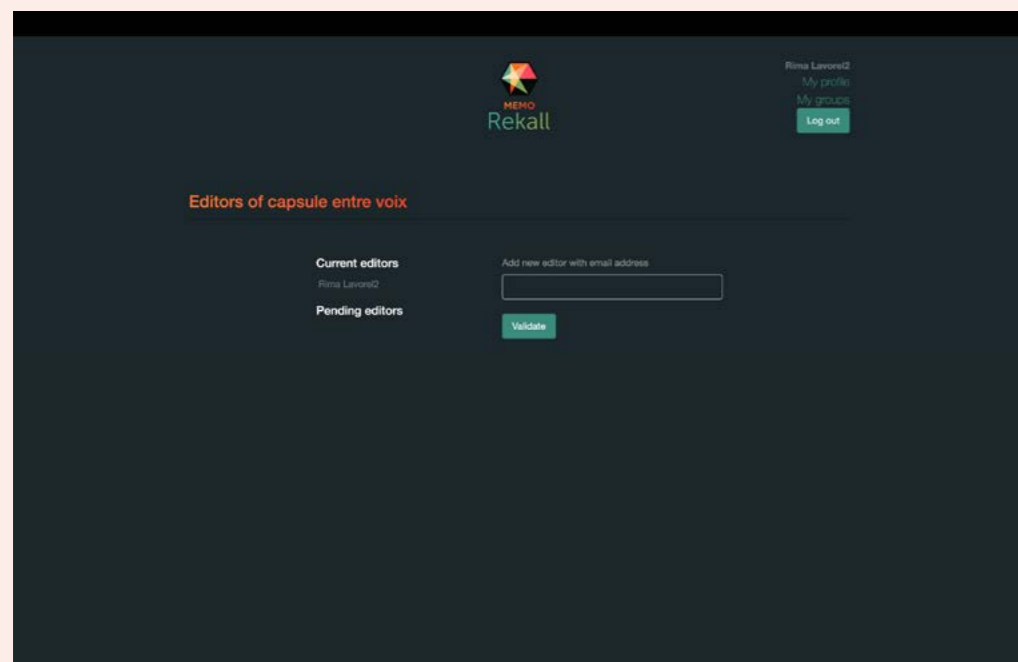 MEMO
Rekall
Rima Lavorel2
My profile
My groups
Log out
Editors of capsule entre voix
Current editors
Rima Lavorel2
Pending editors
Add new editor with email address
Validate